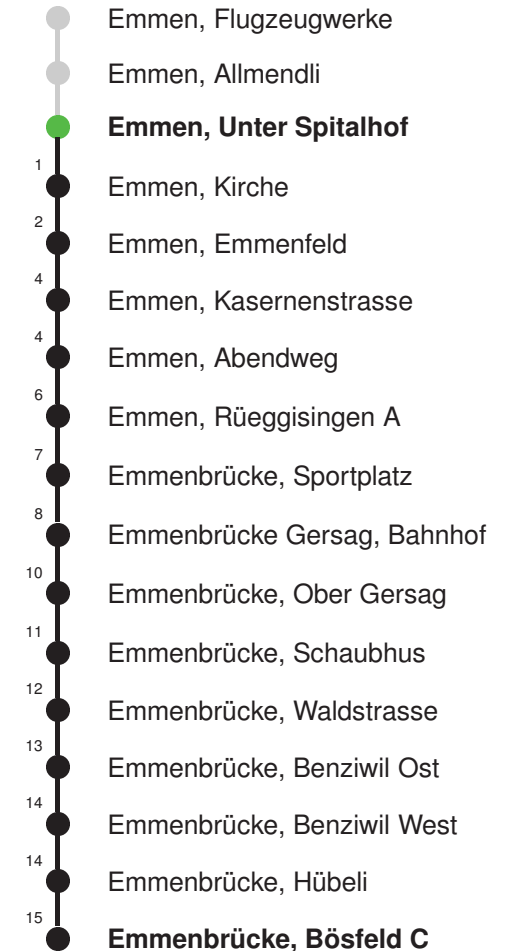 Emmen, Flugzeugwerke
Emmen, Allmendli
Emmen, Unter Spitalhof
1
Emmen, Kirche
2
Emmen, Emmenfeld
4
Emmen, Kasernenstrasse
4
Emmen, Abendweg
6
Emmen, Rüeggisingen A
7
Emmenbrücke, Sportplatz
8
Emmenbrücke Gersag, Bahnhof
10
Emmenbrücke, Ober Gersag
11
Emmenbrücke, Schaubhus
12
Emmenbrücke, Waldstrasse
13
Emmenbrücke, Benziwil Ost
14
Emmenbrücke, Benziwil West
14
Emmenbrücke, Hübeli
15
Emmenbrücke, Bösfeld C